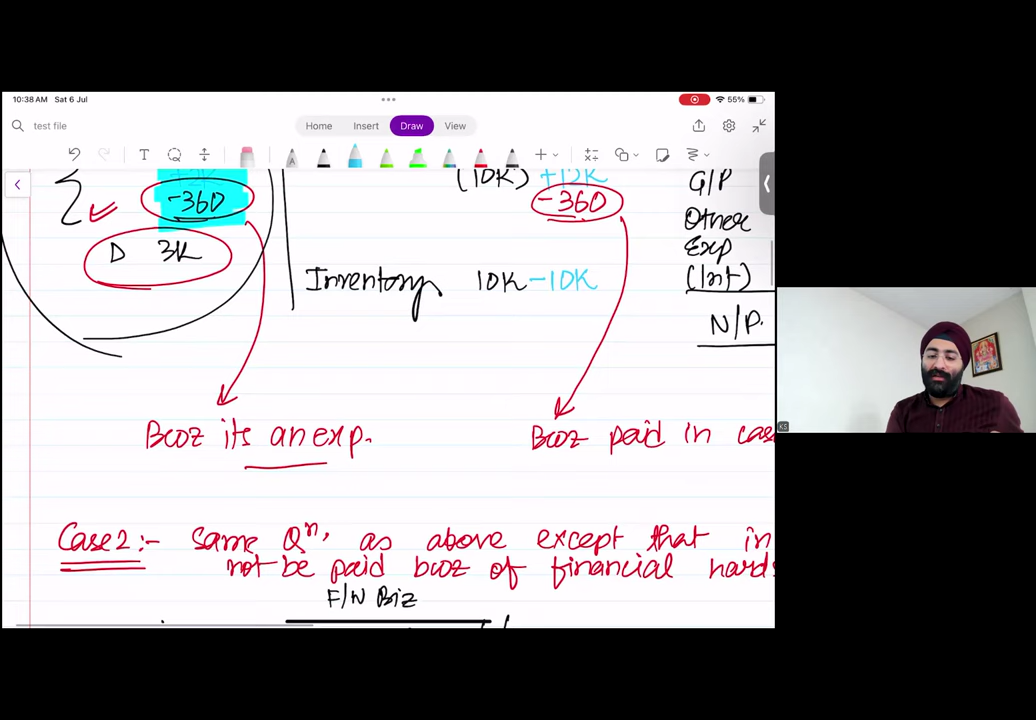 10:38 AM Sat 6 Jul
55%
test file
Home Insert Draw View
(10K) +13K
-360
-360
D 3K
Inventory 10K -10K
G/P
Other
Exp
(Int)
N/P.
Bcoz its an exp.
Bcoz paid in cas
Case 2:- Same Qn, as above except that in
not be paid bcoz of financial hards
F/N Biz
KS